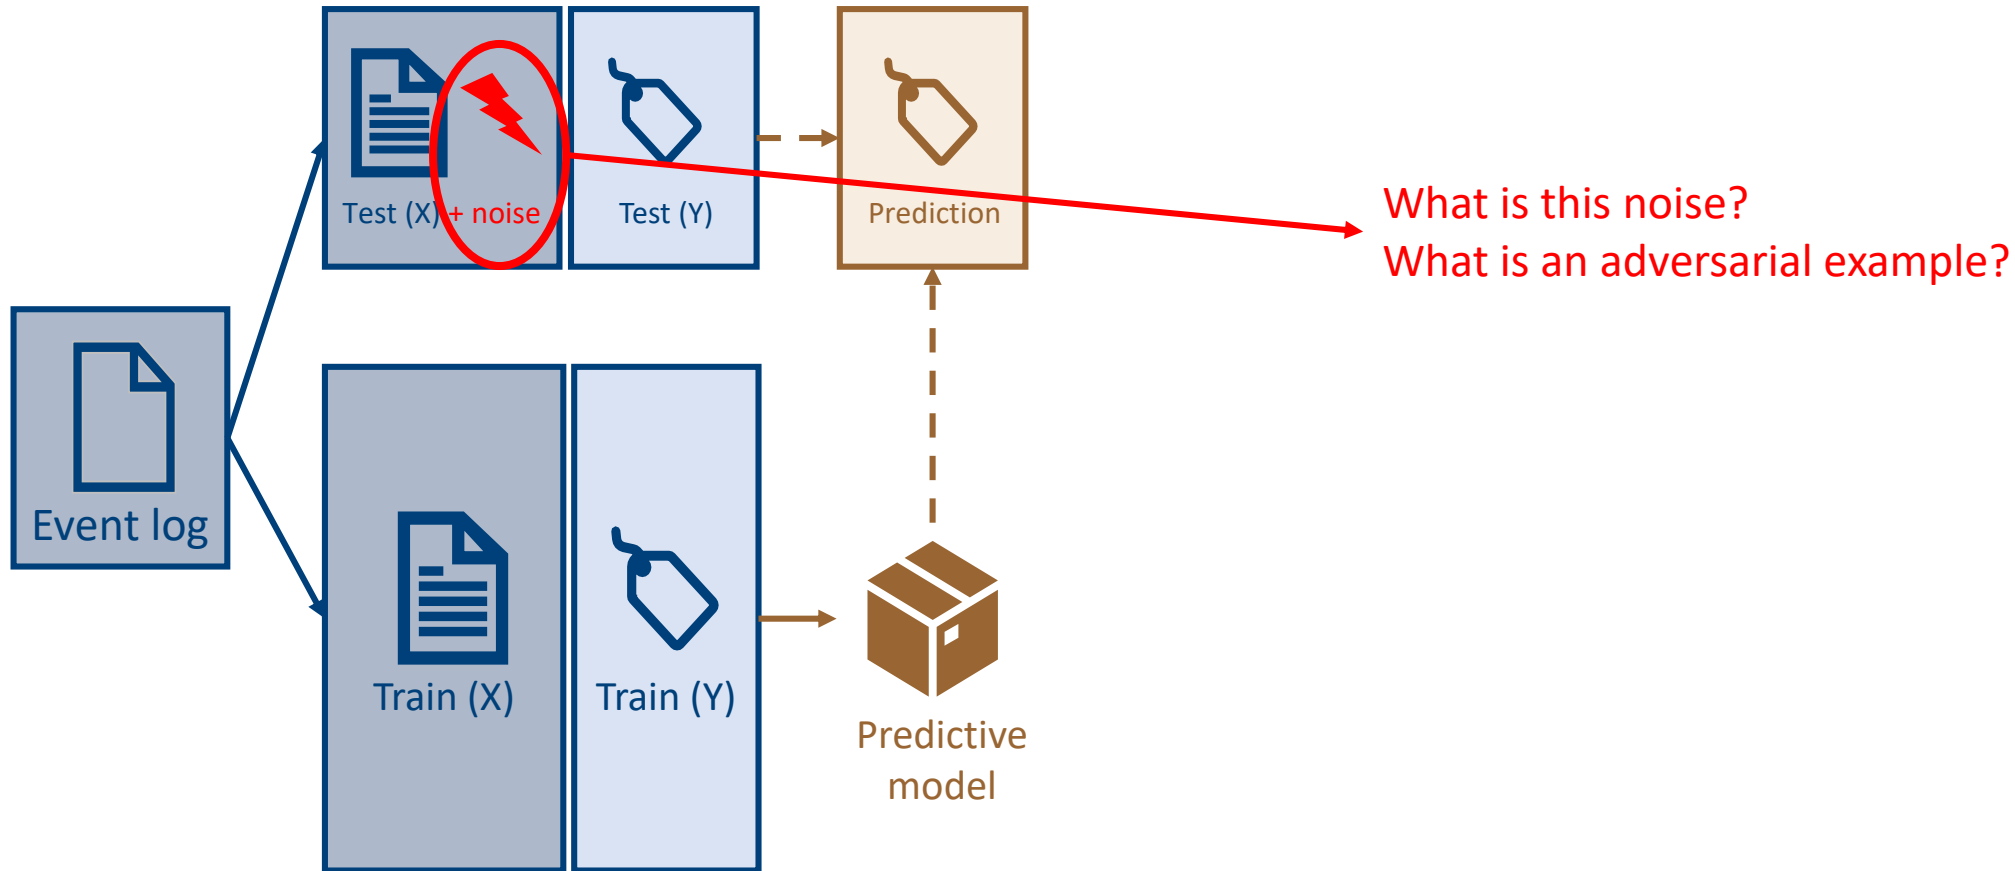 Test (X) + noise
Test (Y)
Prediction
What is this noise?
What is an adversarial example?
Event log
Train (X)
Train (Y)
Predictive
model